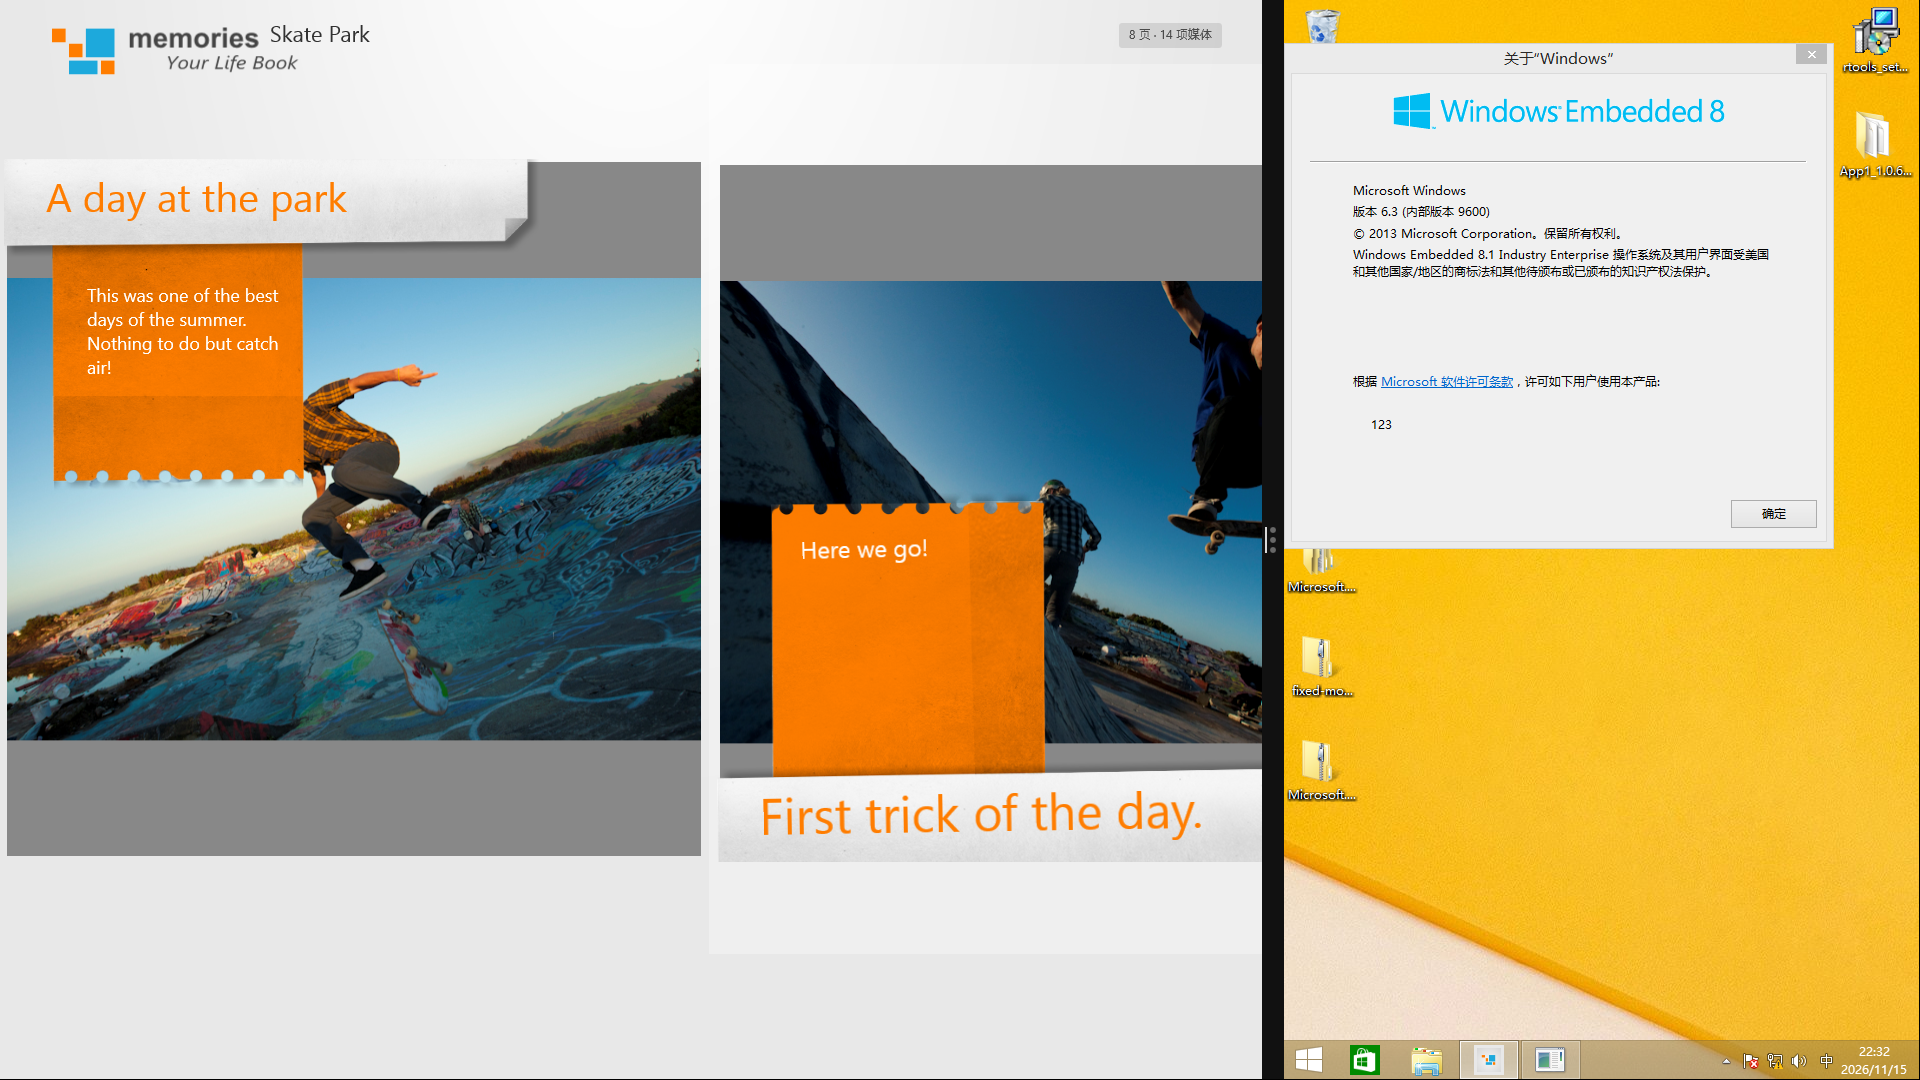 memories
Your Life Book
Skate Park
8 页 · 14 项媒体
A day at the park
This was one of the best
days of the summer.
Nothing to do but catch
air!
Here we go!
First trick of the day.
关于“Windows”
Windows Embedded 8
Microsoft Windows
版本 6.3 (内部版本 9600)
© 2013 Microsoft Corporation。保留所有权利。
Windows Embedded 8.1 Industry Enterprise 操作系统及其用户界面受美国
和其他国家/地区的商标法和其他待颁布或已颁布的知识产权法保护。
根据 Microsoft 软件许可条款，许可如下用户使用本产品:
123
确定
rtools_set...
App1_1.0.6...
Microsoft....
fixed-mo...
Microsoft....
中
22:32
2026/11/15